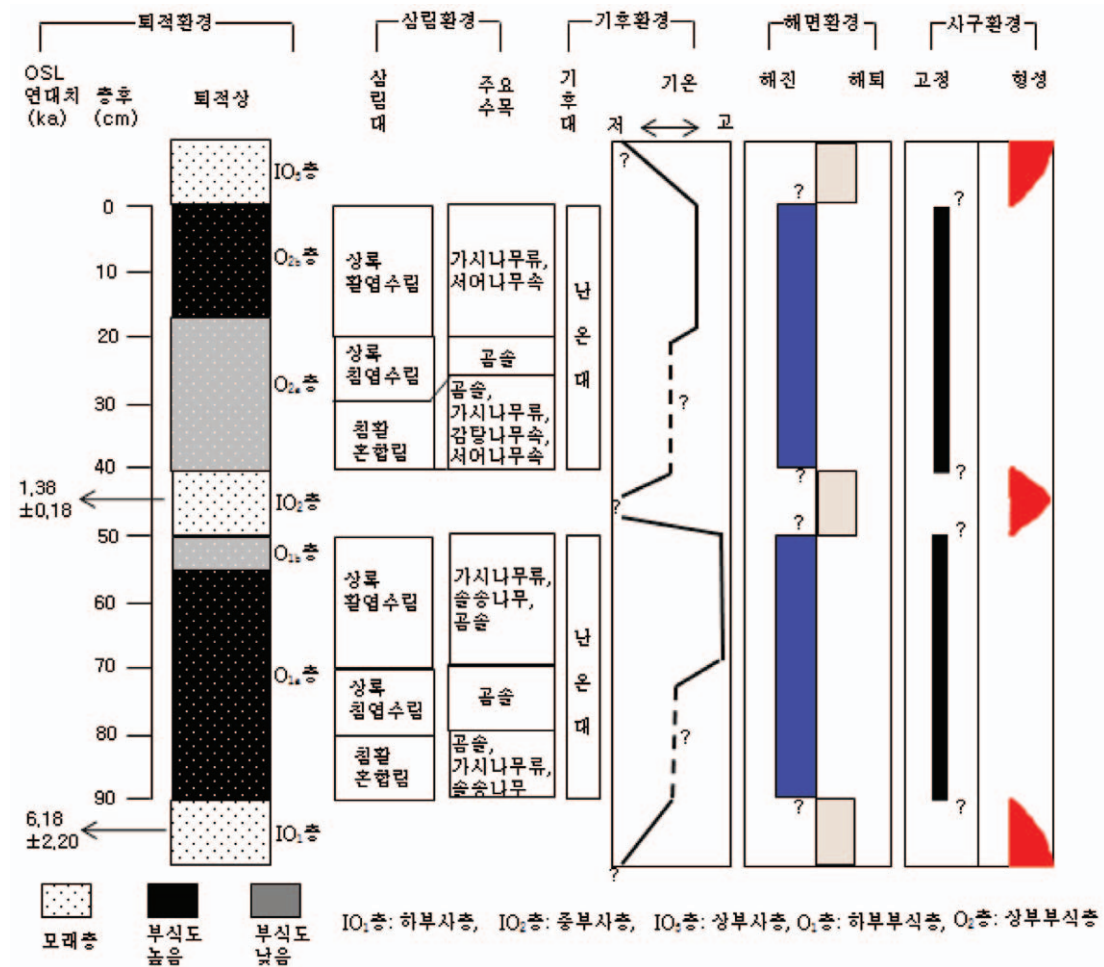 퇴적환경 삼림환경 기후환경 해면환경 사구환경
OSL
연대치
(ka)
층후
(cm)
퇴적상
삼
림
대
주요
수목
기
후
대
기온
저 고
해진 해퇴
고정 형성
IO₃층
?
?
?
0
O₂ᵦ층
10
20
O₂ₐ층
30
40
상록
활엽수림
가시나무류,
서어나무속
상록
침엽수림
곰솔
침활
혼합림
곰솔,
가시나무류,
감탕나무속,
서어나무속
난
온
대
?
?
?
1,38
±0,18
IO₂층
?
?
?
50
O₁ᵦ층
60
70
O₁ₐ층
80
90
상록
활엽수림
가시나무류,
솔송나무,
곰솔
상록
침엽수림
곰솔
침활
혼합림
곰솔,
가시나무류,
솔송나무
난
온
대
?
?
?
6,18
±2,20
IO₁층
?
모래층
부식도
높음
부식도
낮음
IO₁층: 하부사층, IO₂층: 중부사층, IO₃층: 상부사층, O₁층: 하부부식층, O₂층: 상부부식층